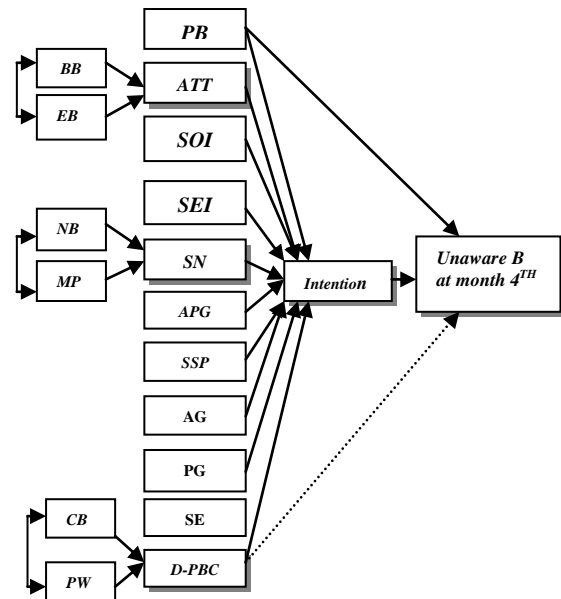 PB
BB
ATT
EB
SOI
SEI
NB
SN
MP
Intention
Unaware B
at month 4TH
APG
SSP
AG
PG
SE
CB
D-PBC
PW